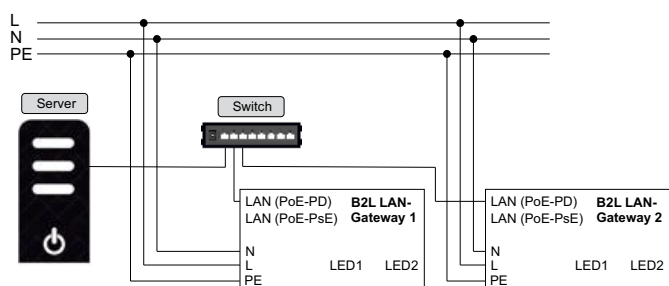 L
N
PE
Server
Switch
LAN (PoE-PD) B2L LAN-
LAN (PoE-PsE) Gateway 1
N
L LED1 LED2
PE
LAN (PoE-PD) B2L LAN-
LAN (PoE-PsE) Gateway 2
N
L LED1 LED2
PE